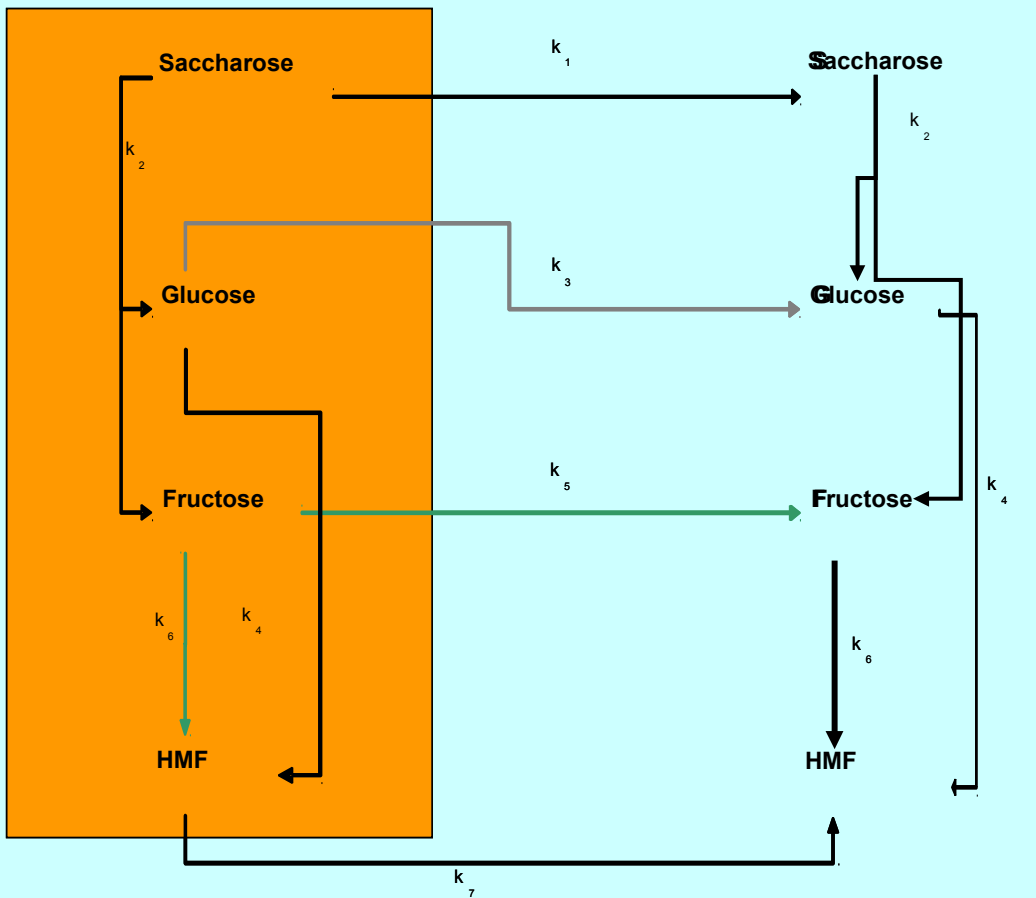 k1
Saccharose
Saccharose
k2
k2
k3
Glucose
Glucose
k5
k4
Fructose
Fructose
k6
k4
k6
HMF
HMF
k7